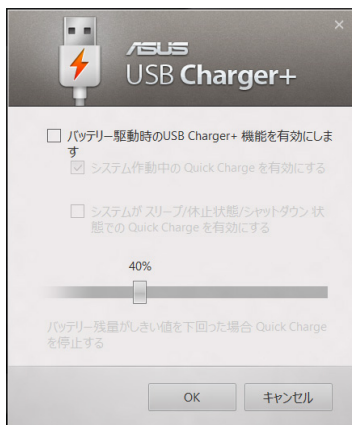 ASUS
USB Charger+
バッテリー駆動時のUSB Charger+ 機能を有効にしま
す
システム作動中の Quick Charge を有効にする
システムが スリープ/休止状態/シャットダウン 状
態での Quick Charge を有効にする
40%
バッテリー残量がしきい値を下回った場合 Quick Charge
を停止する
OK キャンセル